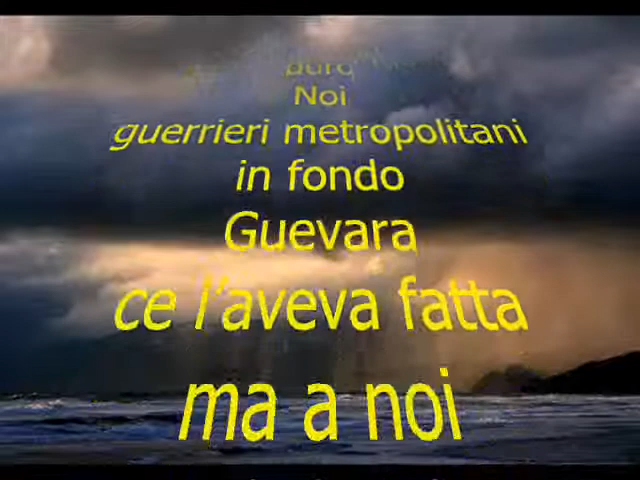 Noi
guerrieri metropolitani
in fondo
Guevara
ce l'aveva fatta
ma a noi